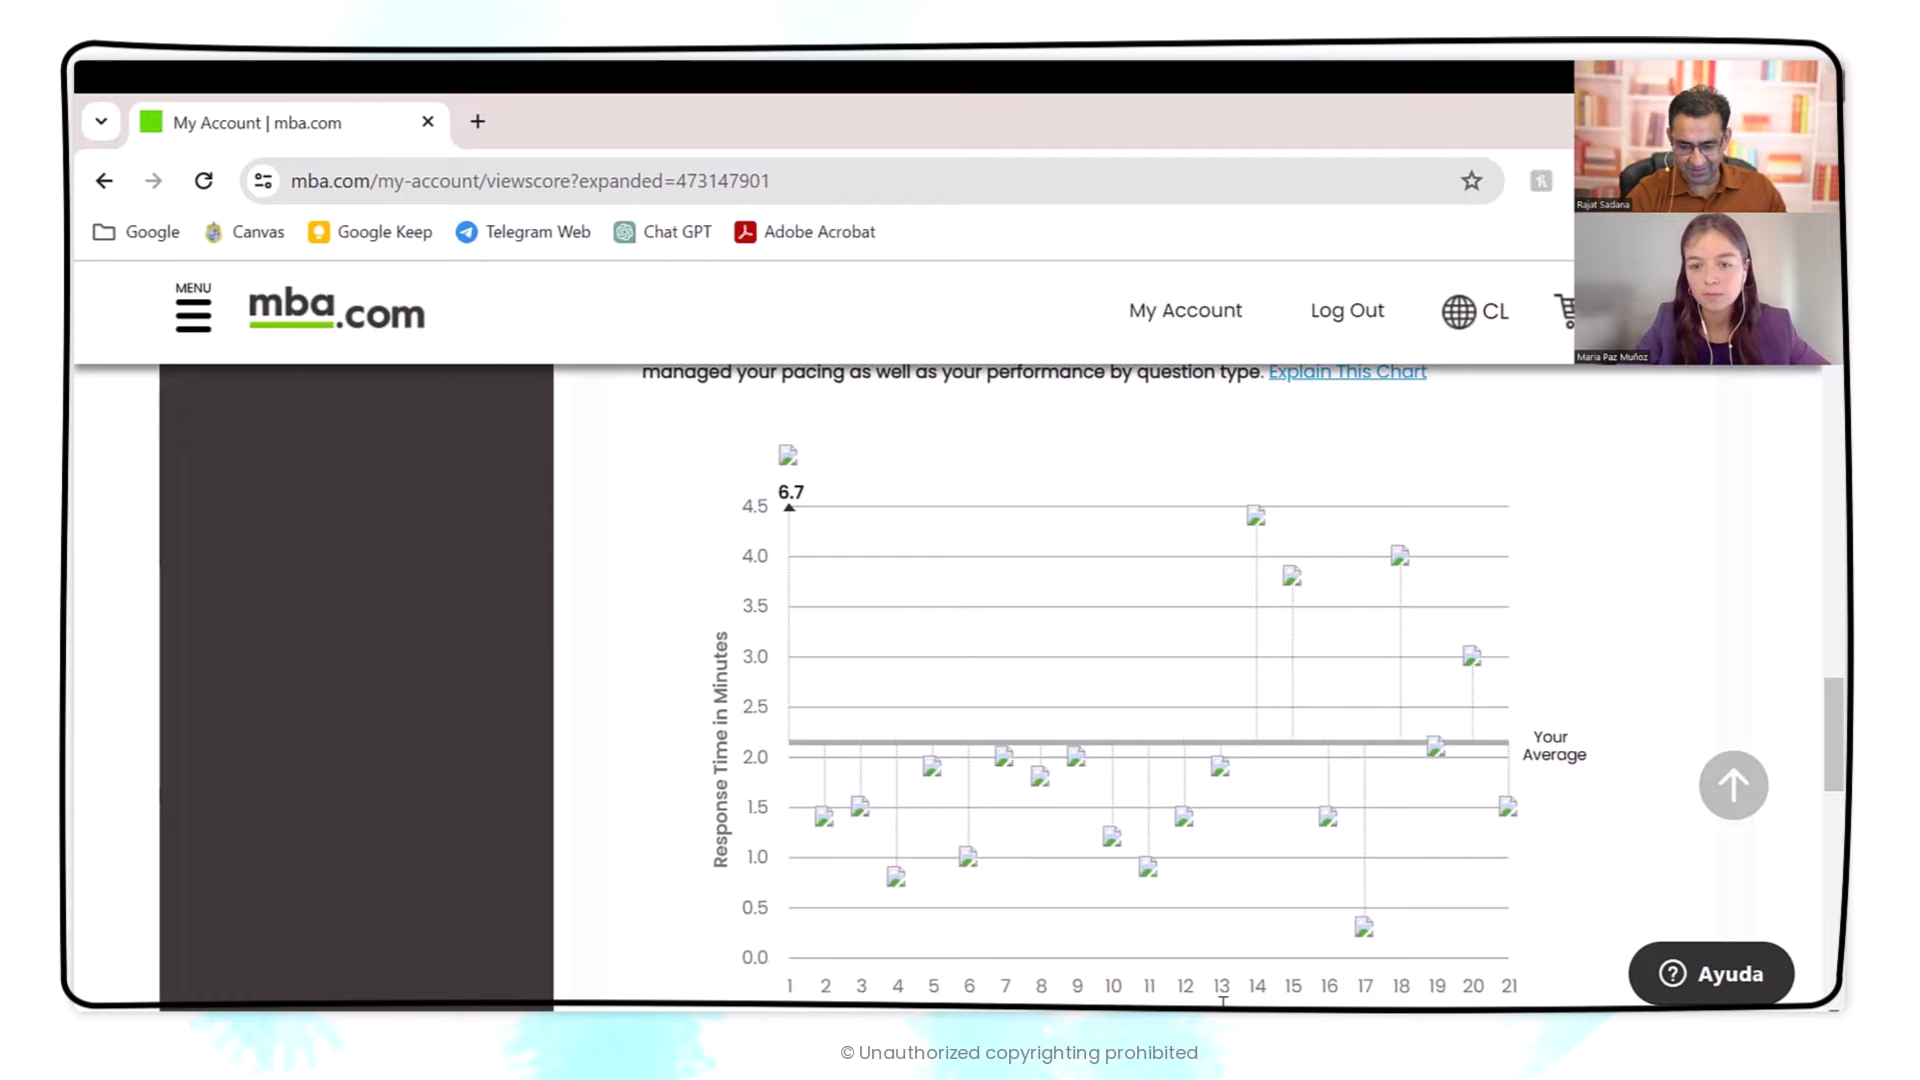 My Account | mba.com
mba.com/my-account/viewscore?expanded=473147901
Google Canvas Google Keep Telegram Web Chat GPT Adobe Acrobat
Rajat Sadana
MENU
mba.com
My Account Log Out CL
Maria Paz Muñoz
managed your pacing as well as your performance by question type. Explain This Chart
6.7
4.5
4.0
3.5
3.0
2.5
2.0
1.5
1.0
0.5
0.0
Response Time in Minutes
Your
Average
1 2 3 4 5 6 7 8 9 10 11 12 13 14 15 16 17 18 19 20 21
Ayuda
© Unauthorized copyrighting prohibited